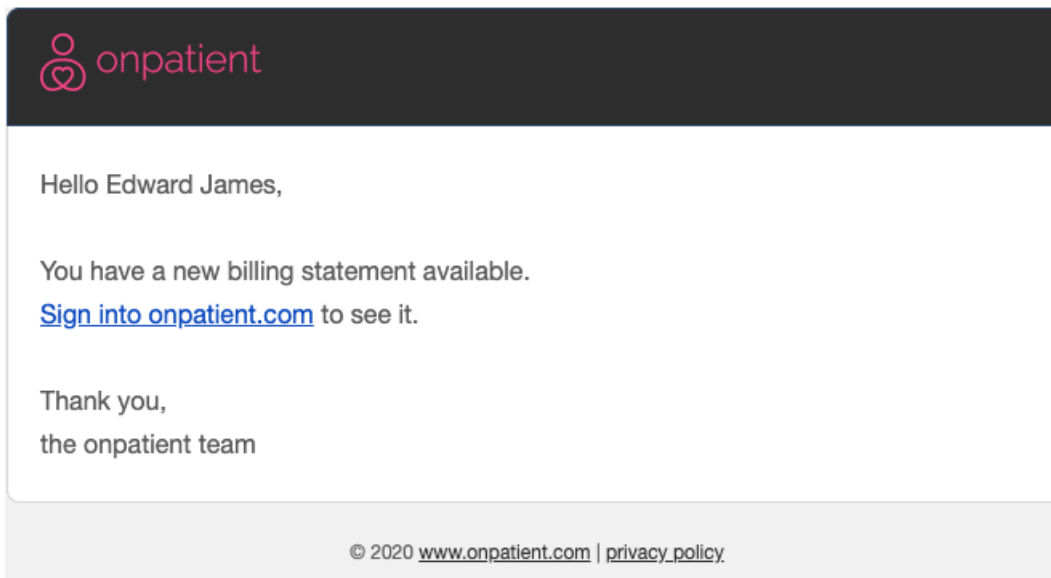 onpatient
Hello Edward James,
You have a new billing statement available.
Sign into onpatient.com to see it.
Thank you,
the onpatient team
© 2020 www.onpatient.com | privacy policy